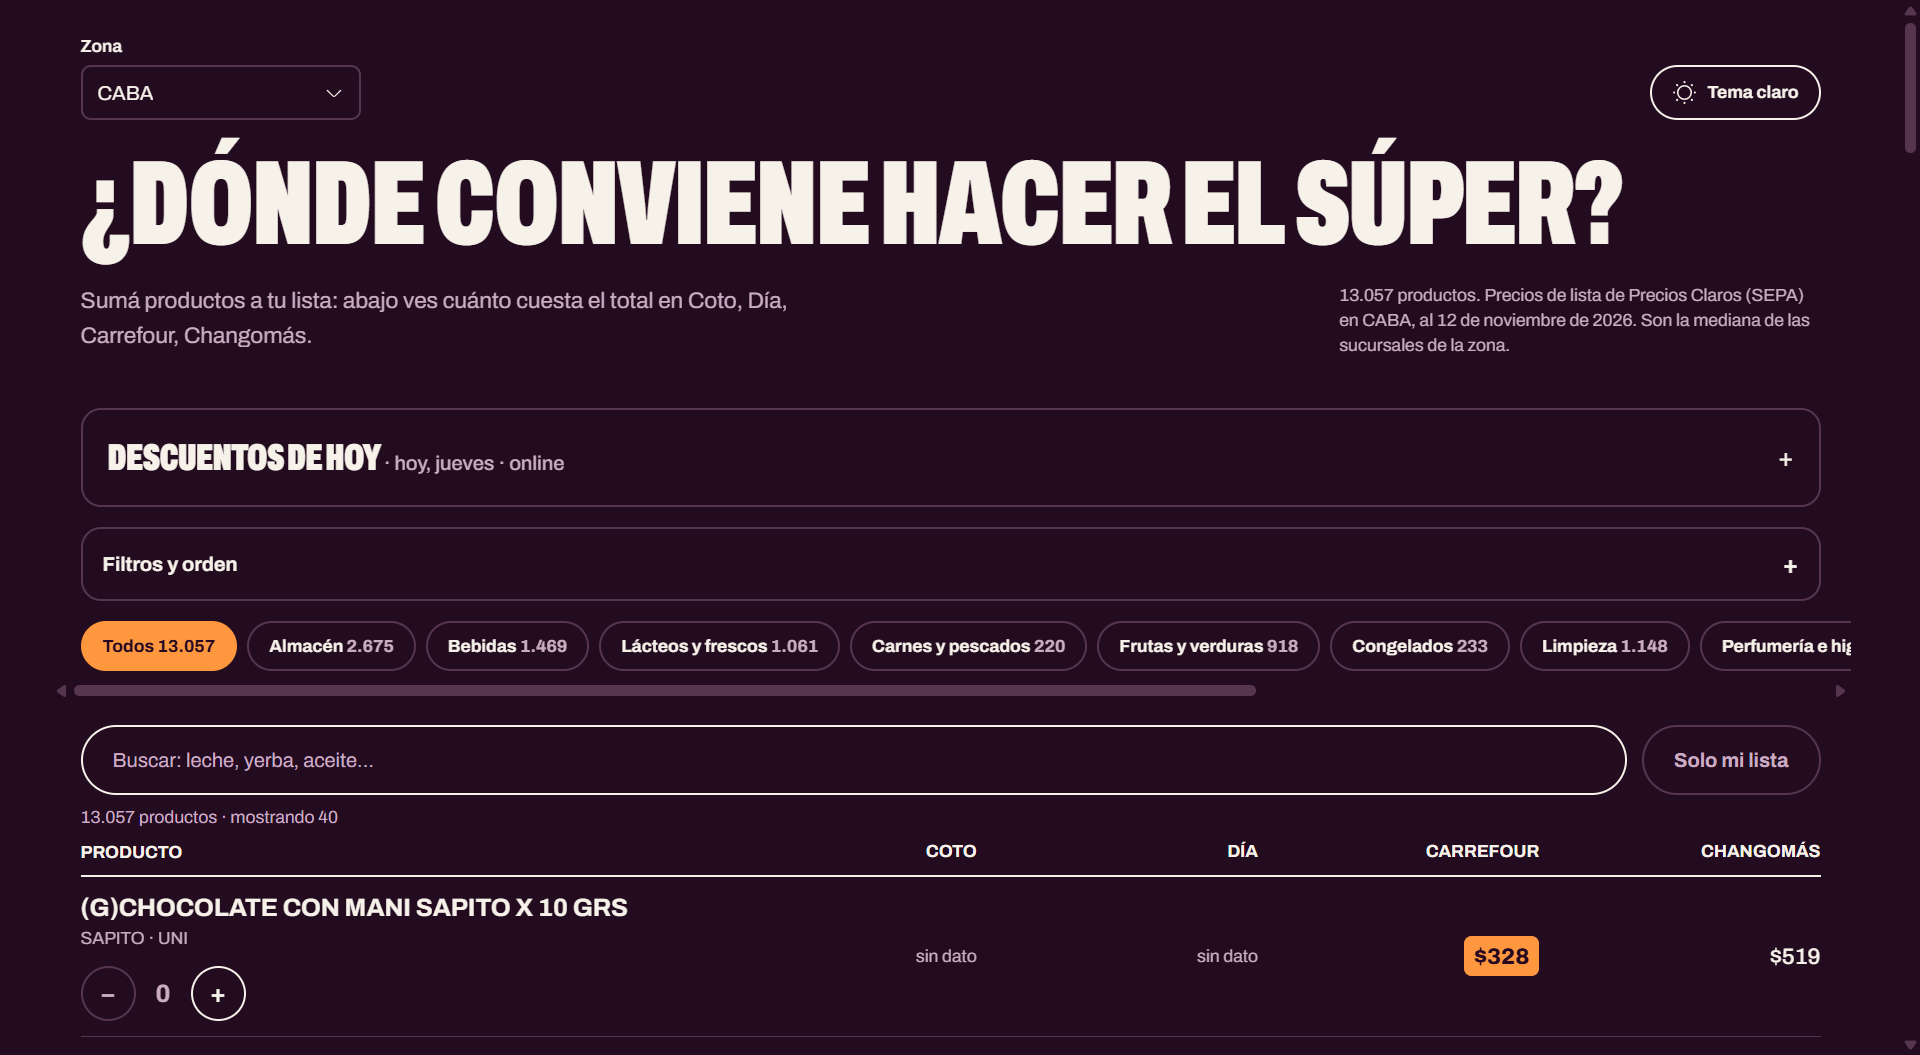 Zona
CABA
Tema claro
¿DÓNDE CONVIENE HACER EL SÚPER?
Sumá productos a tu lista: abajo ves cuánto cuesta el total en Coto, Día,
Carrefour, Changomás.
13.057 productos. Precios de lista de Precios Claros (SEPA)
en CABA, al 12 de noviembre de 2026. Son la mediana de las
sucursales de la zona.
DESCUENTOS DE HOY · hoy, jueves · online
+
Filtros y orden
+
Todos 13.057
Almacén 2.675
Bebidas 1.469
Lácteos y frescos 1.061
Carnes y pescados 220
Frutas y verduras 918
Congelados 233
Limpieza 1.148
Perfumería e hig
Buscar: leche, yerba, aceite...
Solo mi lista
13.057 productos · mostrando 40
PRODUCTO COTO DÍA CARREFOUR CHANGOMÁS
(G)CHOCOLATE CON MANI SAPITO X 10 GRS
SAPITO · UNI
sin dato sin dato $328 $519
− 0 +